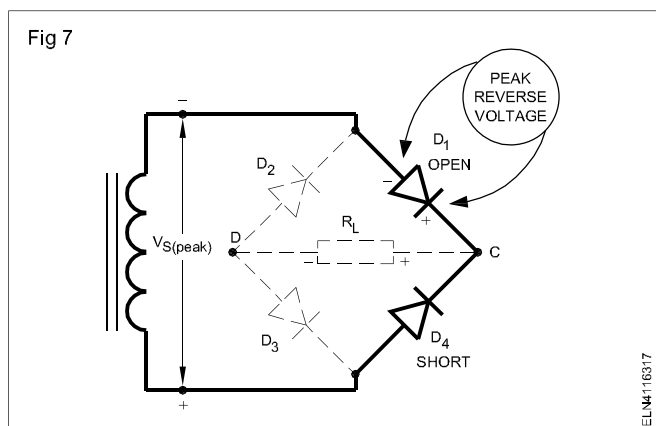 Fig 7
PEAK
REVERSE
VOLTAGE
–
D1
OPEN
–
+
D2
VS(peak)
D
RL
–
+
C
D3
D4
SHORT
+
ELN4116317